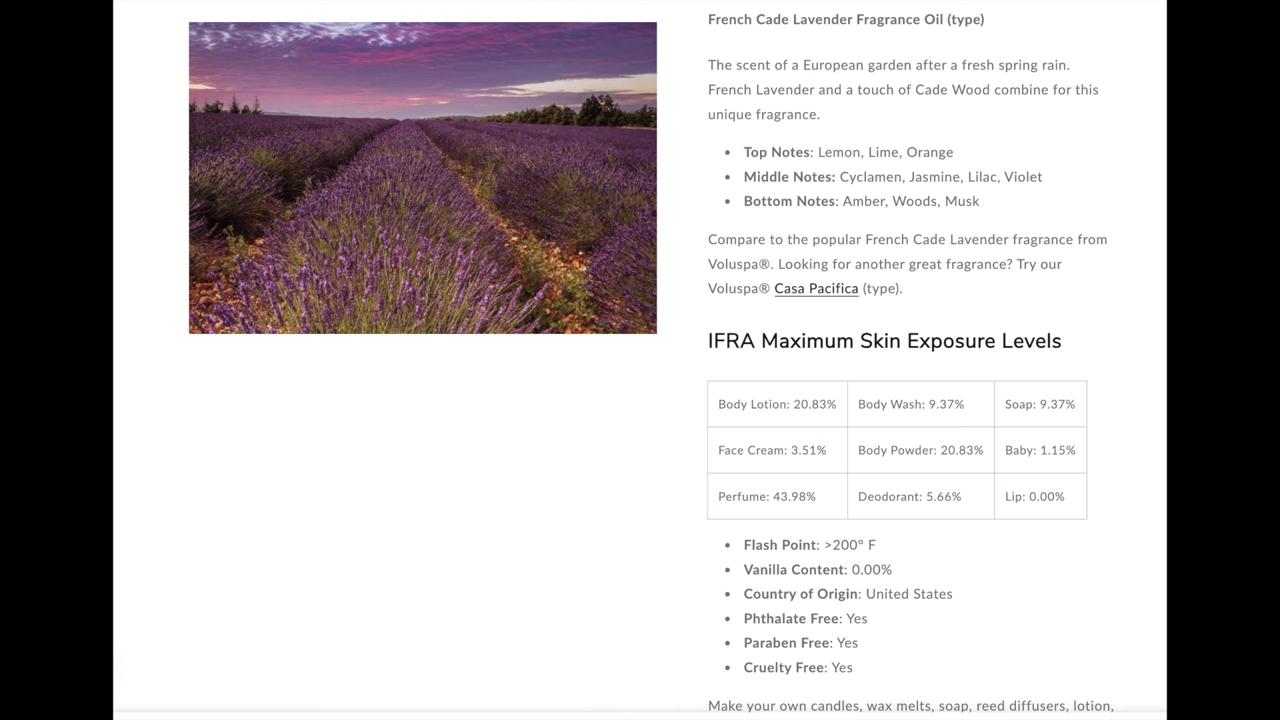 French Cade Lavender Fragrance Oil (type)
The scent of a European garden after a fresh spring rain.
French Lavender and a touch of Cade Wood combine for this
unique fragrance.
• Top Notes: Lemon, Lime, Orange
• Middle Notes: Cyclamen, Jasmine, Lilac, Violet
• Bottom Notes: Amber, Woods, Musk
Compare to the popular French Cade Lavender fragrance from
Voluspa®. Looking for another great fragrance? Try our
Voluspa® Casa Pacifica (type).
IFRA Maximum Skin Exposure Levels
Body Lotion: 20.83% Body Wash: 9.37% Soap: 9.37%
Face Cream: 3.51% Body Powder: 20.83% Baby: 1.15%
Perfume: 43.98% Deodorant: 5.66% Lip: 0.00%
• Flash Point: >200° F
• Vanilla Content: 0.00%
• Country of Origin: United States
• Phthalate Free: Yes
• Paraben Free: Yes
• Cruelty Free: Yes
Make your own candles, wax melts, soap, reed diffusers, lotion,